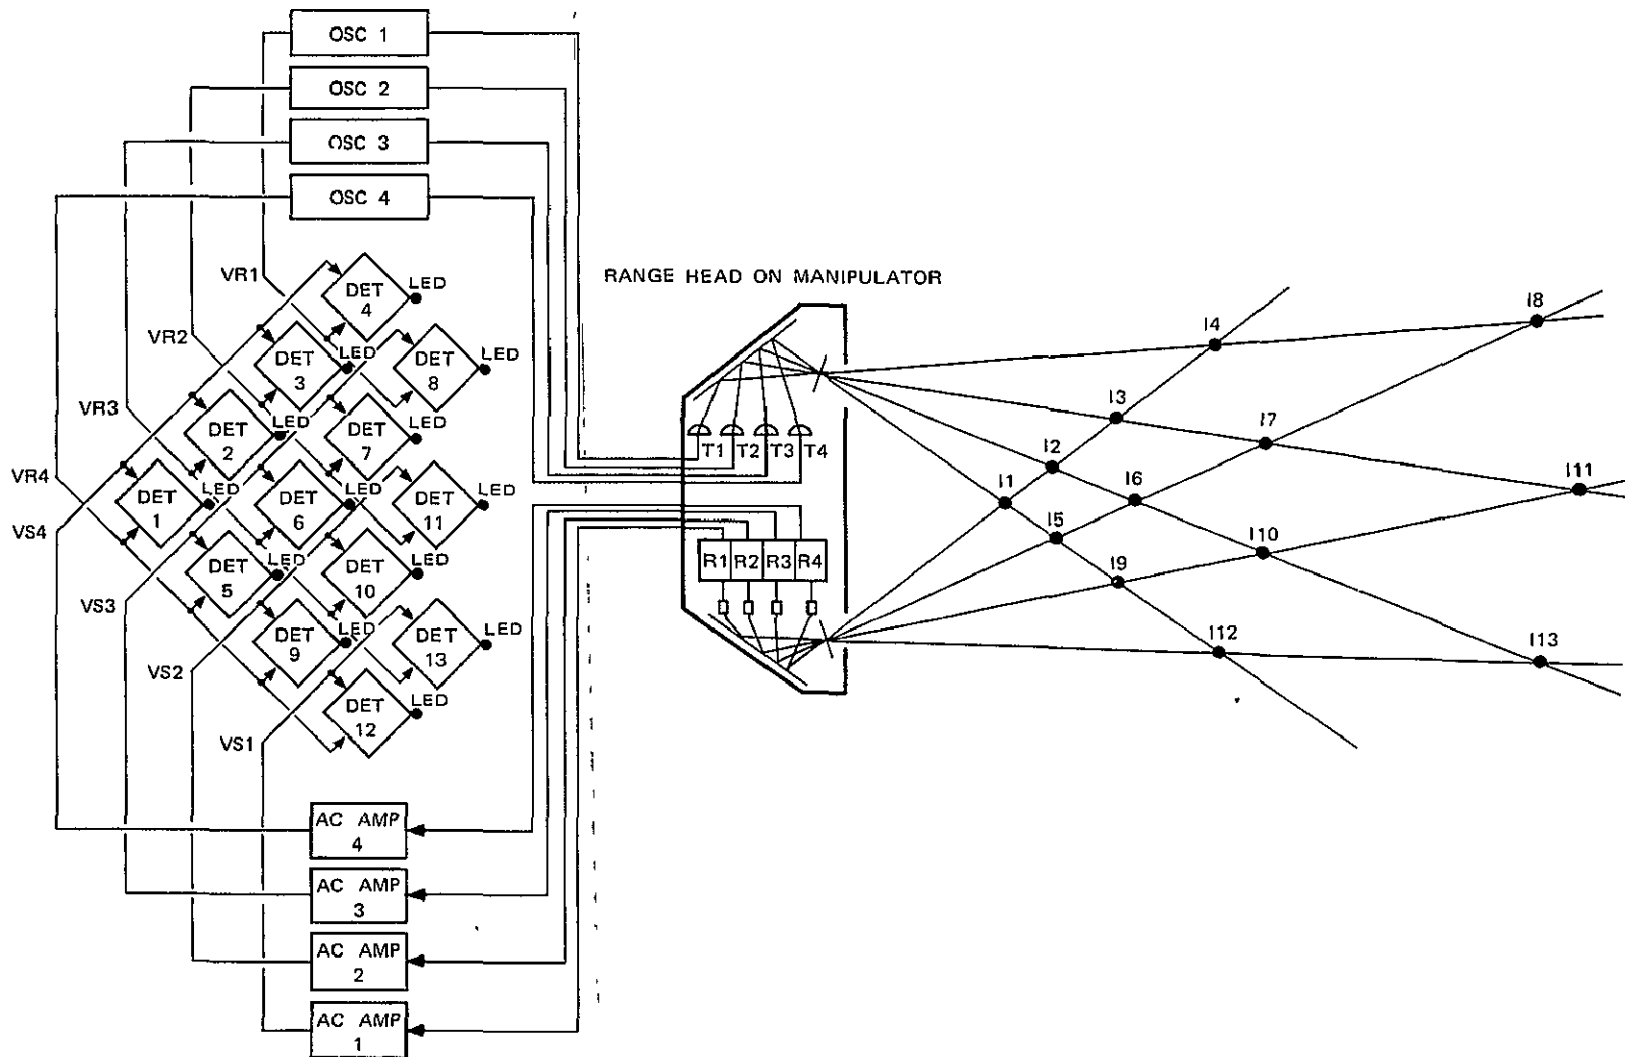 OSC 1
OSC 2
OSC 3
OSC 4
VR1
VR2
VR3
VR4
VS4
VS3
VS2
VS1
DET 4
LED
DET 3
LED
DET 8
LED
DET 2
LED
DET 7
LED
DET 1
LED
DET 6
LED
DET 11
LED
DET 5
LED
DET 10
LED
DET 9
LED
DET 13
LED
DET 12
LED
AC AMP 4
AC AMP 3
AC AMP 2
AC AMP 1
RANGE HEAD ON MANIPULATOR
T1 T2 T3 T4
R1 R2 R3 R4
I1
I2
I3
I4
I5
I6
I7
I8
I9
I10
I11
I12
I13